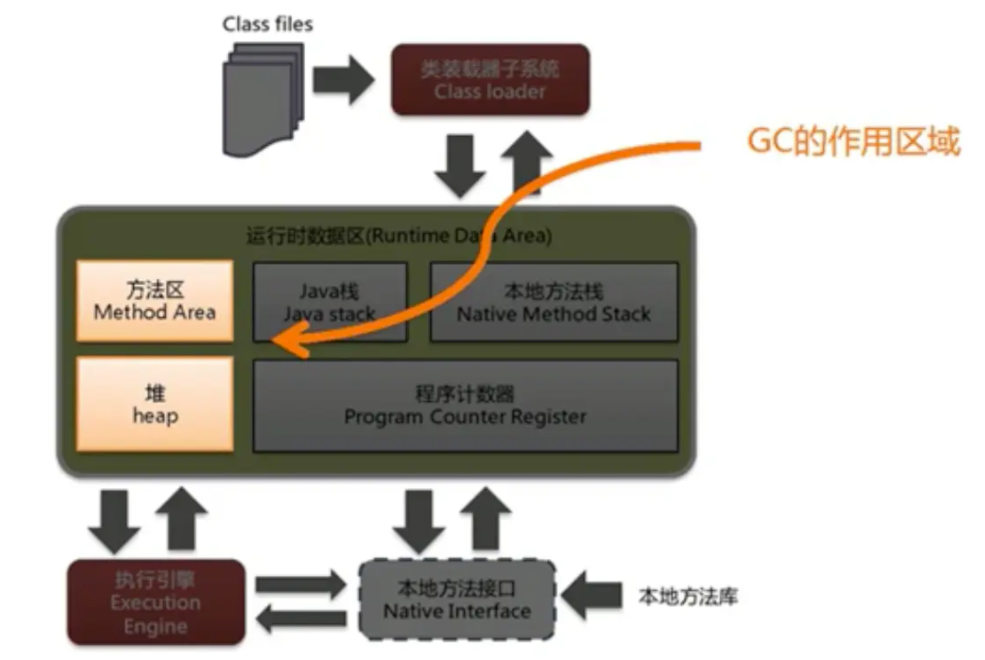 Class files
类装载器子系统
Class loader
GC的作用区域
运行时数据区(Runtime Data Area)
方法区
Method Area
Java栈
Java stack
本地方法栈
Native Method Stack
堆
heap
程序计数器
Program Counter Register
执行引擎
Execution
Engine
本地方法接口
Native Interface
本地方法库